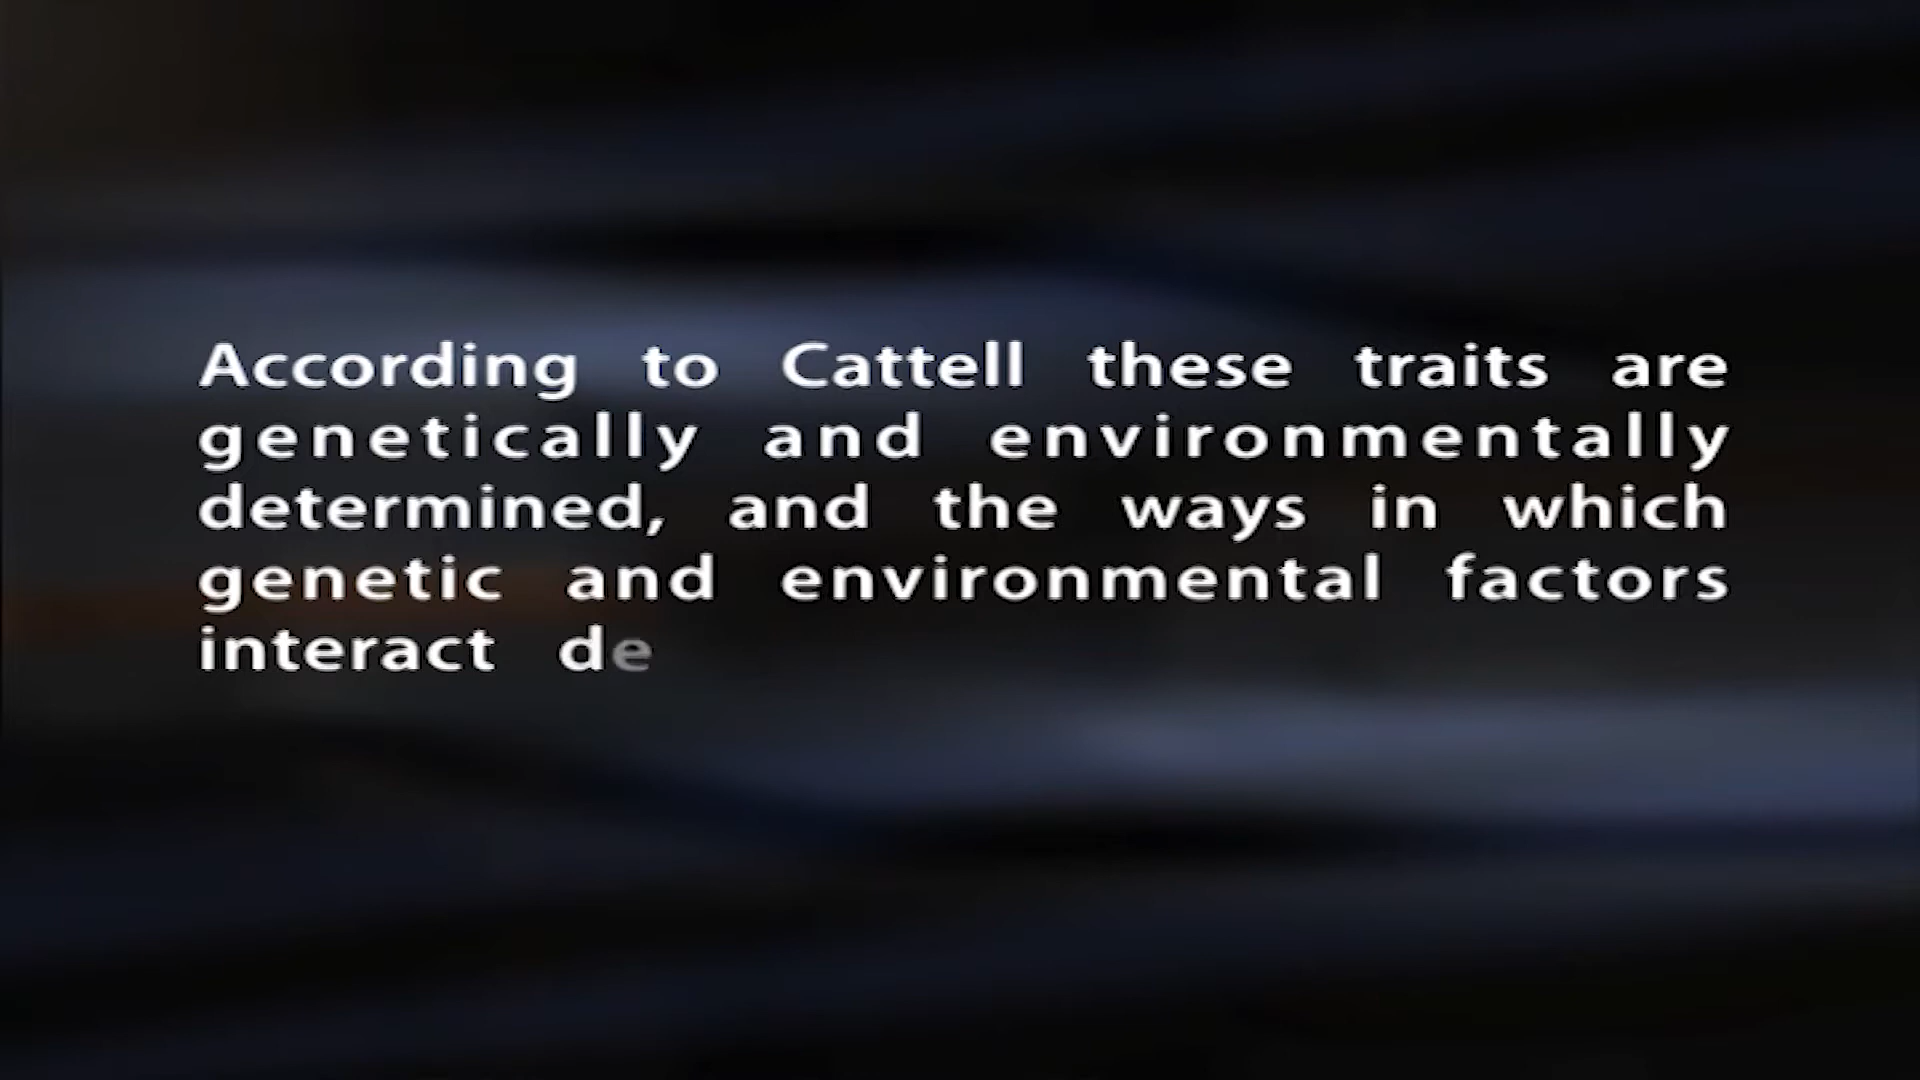 According to Cattell these traits are
genetically and environmentally
determined, and the ways in which
genetic and environmental factors
interact de